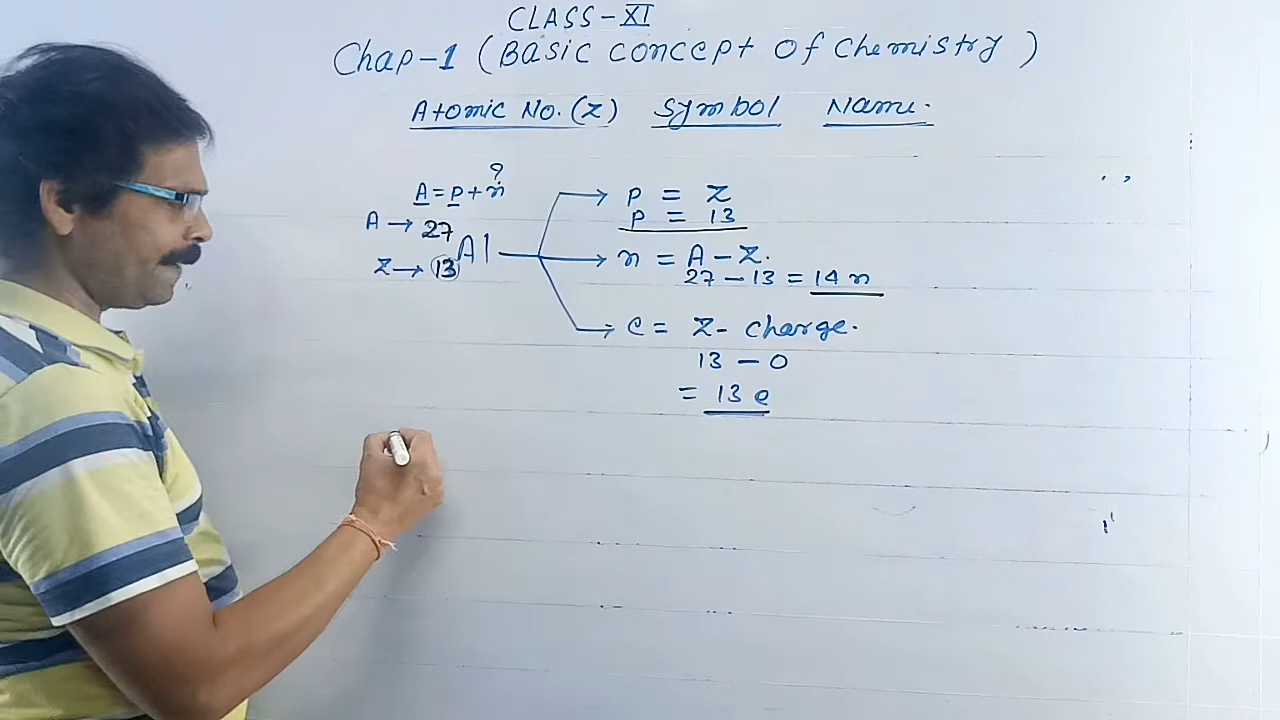 CLASS-XI
Chap-1 (Basic concept of chemistry)
Atomic No.(Z) Symbol Name.
?
A=p+n
A → 27
Z → 13 Al
P = Z
P = 13
n = A-Z.
27-13 = 14 n
e = Z- charge.
13 - 0
= 13 e